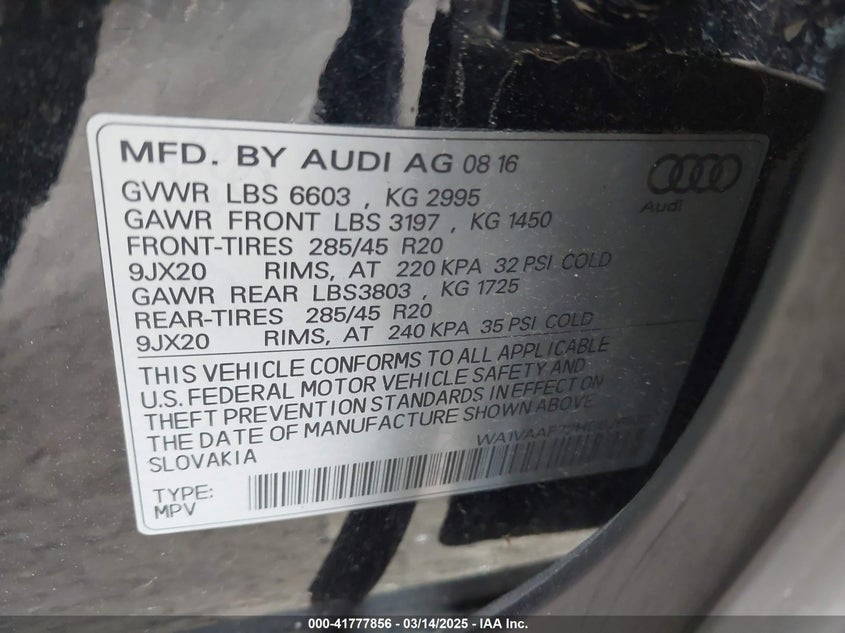 MFD. BY AUDI AG 08 16
Audi
GVWR LBS 6603 , KG 2995
GAWR FRONT LBS 3197 , KG 1450
FRONT-TIRES 285/45 R20
9JX20 RIMS, AT 220 KPA 32 PSI COLD
GAWR REAR LBS3803 , KG 1725
REAR-TIRES 285/45 R20
9JX20 RIMS, AT 240 KPA 35 PSI COLD
THIS VEHICLE CONFORMS TO ALL APPLICABLE
U.S. FEDERAL MOTOR VEHICLE SAFETY AND
THEFT PREVENTION STANDARDS IN EFFECT ON
THE DATE OF MANUFACTURE SHOWN ABOVE
SLOVAKIA
TYPE:
MPV
000-41777856 - 03/14/2025 - IAA Inc.